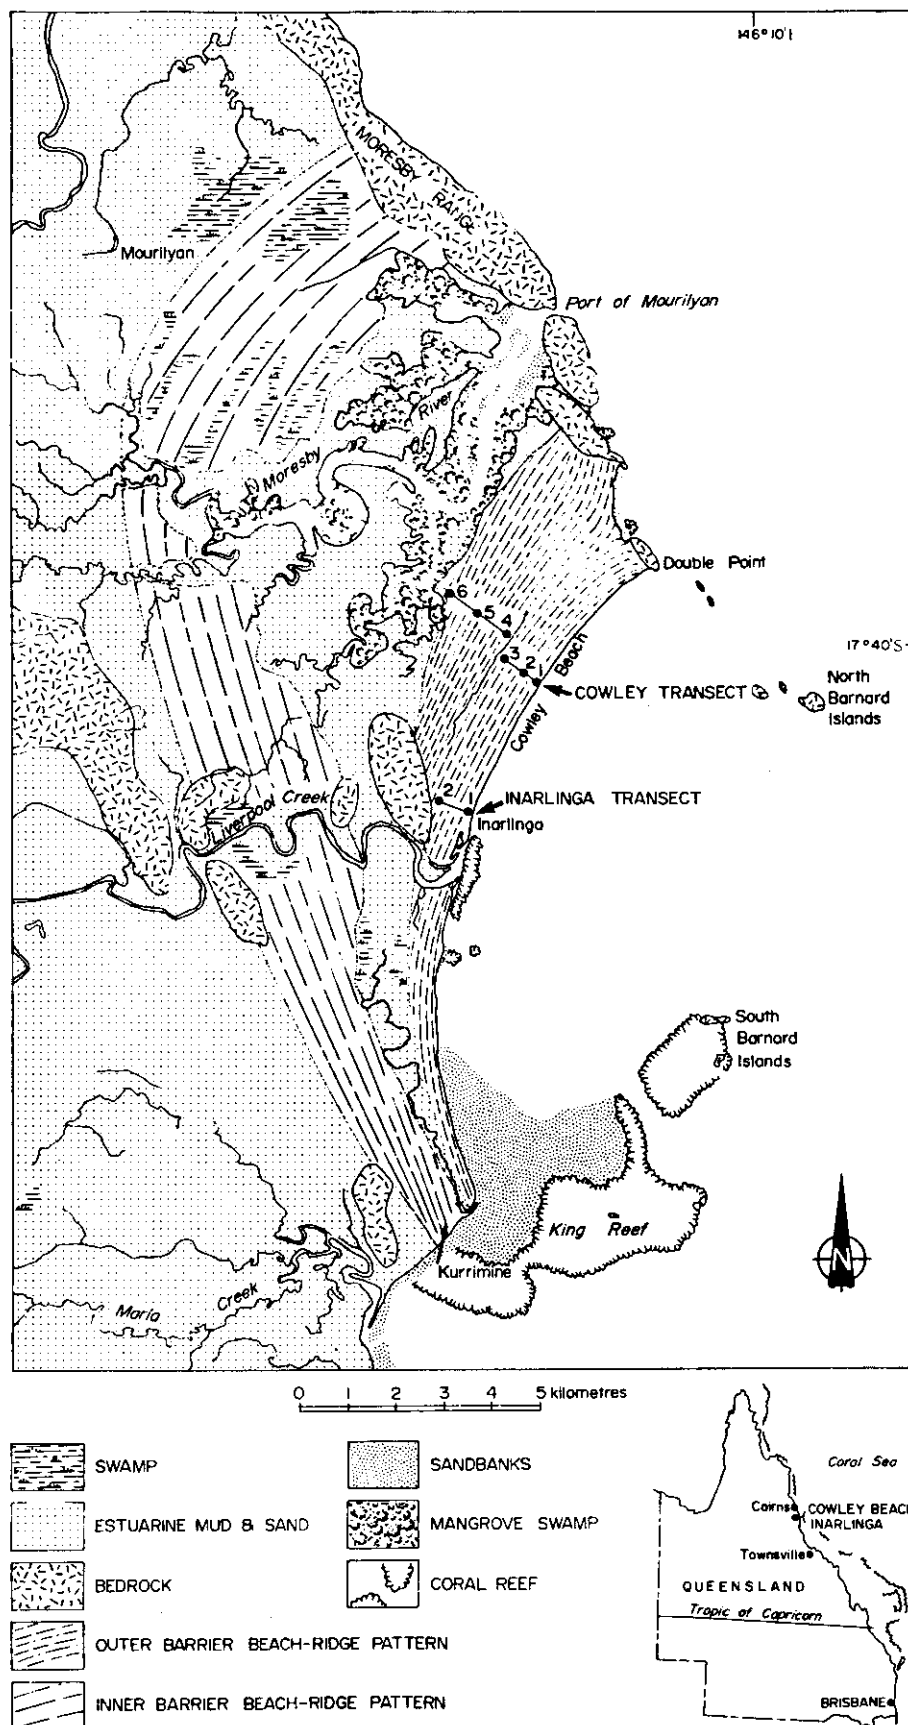 146°10'E
MORESBY RANGE
Mourilyan
Port of Mourilyan
River
Moresby
Double Point
6
5
4
3
2
1
17°40'S
Beach
COWLEY TRANSECT
North
Barnard
Islands
Cowley
2
1
INARLINGA TRANSECT
Inarlinga
Liverpool Creek
South
Barnard
Islands
King Reef
N
Kurrimine
Maria Creek
0 1 2 3 4 5 kilometres
SWAMP
SANDBANKS
ESTUARINE MUD & SAND
MANGROVE SWAMP
BEDROCK
CORAL REEF
OUTER BARRIER BEACH-RIDGE PATTERN
INNER BARRIER BEACH-RIDGE PATTERN
Coral Sea
Cairns
COWLEY BEACH
INARLINGA
Townsville
QUEENSLAND
Tropic of Capricorn
BRISBANE